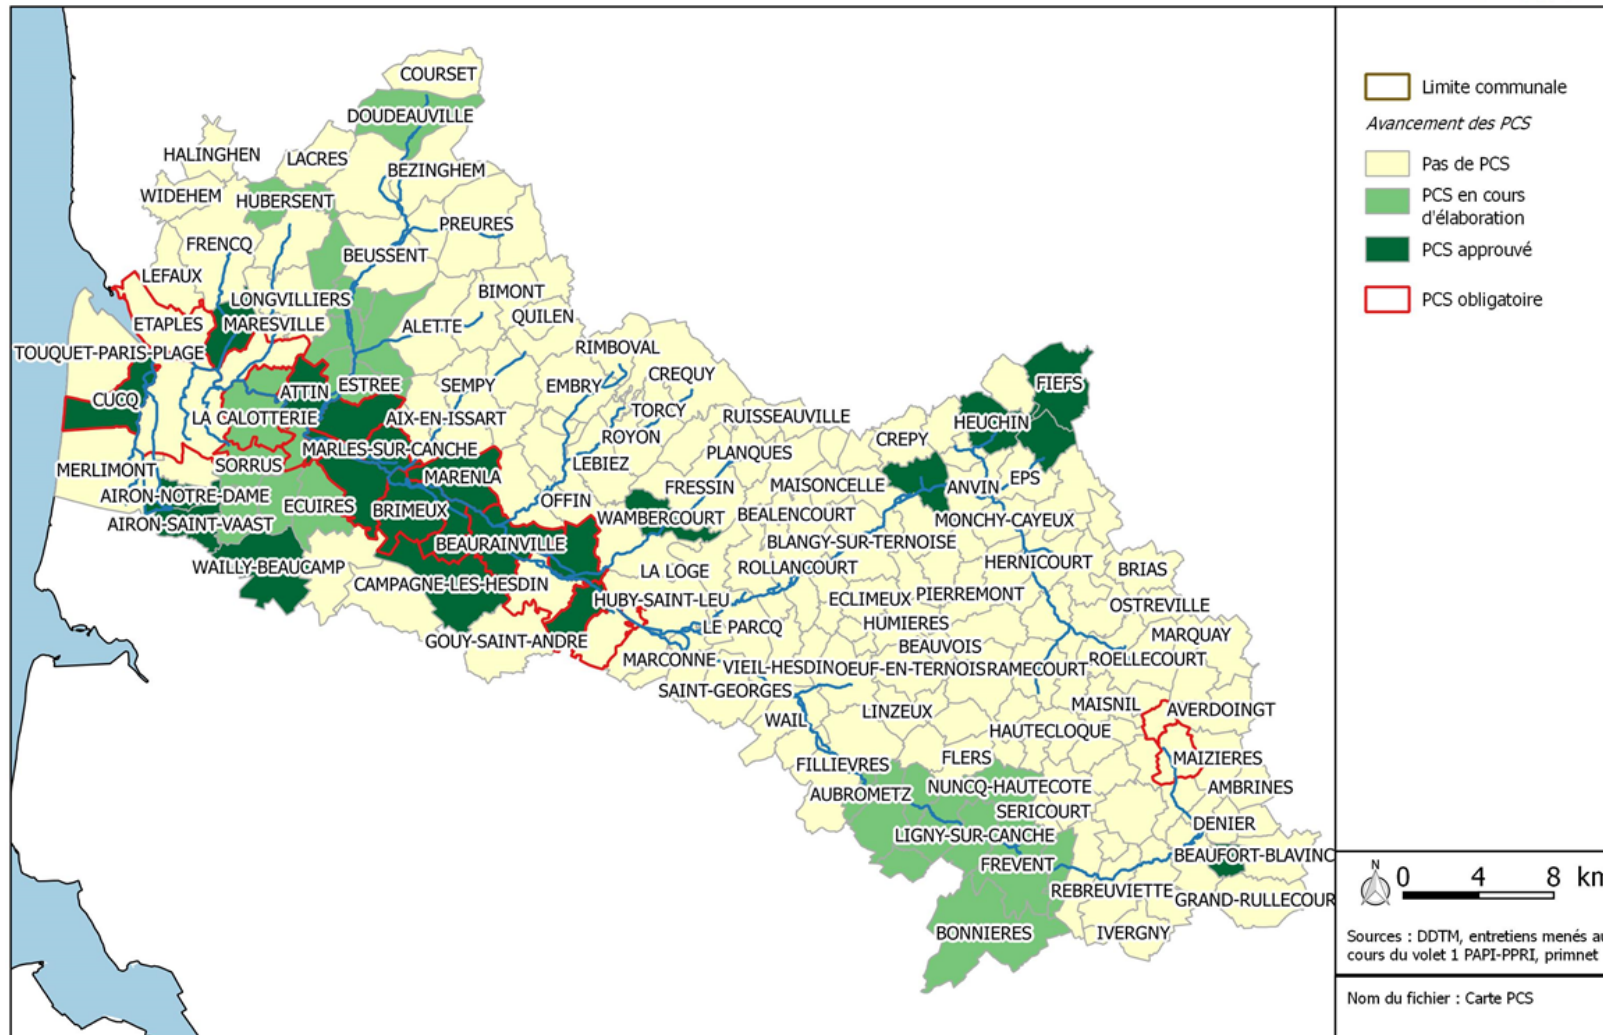 COURSET
DOUDEAUVILLE
HALINGHEN
LACRES
BEZINGHEM
WIDEHEM
HUBERSENT
PREURES
FRENCQ
BEUSSENT
LEFAUX
LONGVILLIERS
BIMONT
ETAPLES
MARESVILLE
ALETTE
QUILEN
TOUQUET-PARIS-PLAGE
RIMBOVAL
CREQUY
ATTIN
ESTREE
SEMPY
EMBRY
FIEFS
CUCQ
LA CALOTTERIE
AIX-EN-ISSART
TORCY
RUISSEAUVILLE
HEUCHIN
ROYON
CREPY
MARLES-SUR-CANCHE
PLANQUES
MERLIMONT
SORRUS
MARENLA
LEBIEZ
FRESSIN
MAISONCELLE
ANVIN
EPS
AIRON-NOTRE-DAME
ECUIRES
BRIMEUX
OFFIN
WAMBERCOURT
BEALENCOURT
MONCHY-CAYEUX
AIRON-SAINT-VAAST
BEAURAINVILLE
BLANGY-SUR-TERNOISE
WAILLY-BEAUCAMP
LA LOGE
ROLLANCOURT
HERNICOURT
BRIAS
CAMPAGNE-LES-HESDIN
HUBY-SAINT-LEU
ECLIMEUX
PIERREMONT
OSTREVILLE
GOUY-SAINT-ANDRE
LE PARCQ
HUMIERES
MARQUAY
BEAUVOIS
MARCONNE
VIEIL-HESDIN
OEUF-EN-TERNOIS
RAMECOURT
ROELLECOURT
SAINT-GEORGES
MAISNIL
AVERDOINGT
WAIL
LINZEUX
HAUTECLOQUE
FILLIEVRES
FLERS
MAIZIERES
AUBROMETZ
NUNCQ-HAUTECOTE
AMBRINES
SERICOURT
LIGNY-SUR-CANCHE
DENIER
FREVENT
BEAUFORT-BLAVINC
REBREUVIETTE
GRAND-RULLECOUR
BONNIERES
IVERGNY
Limite communale
Avancement des PCS
Pas de PCS
PCS en cours
d'élaboration
PCS approuvé
PCS obligatoire
N
0 4 8 km
Sources : DDTM, entretiens menés au
cours du volet 1 PAPI-PPRI, primnet
Nom du fichier : Carte PCS